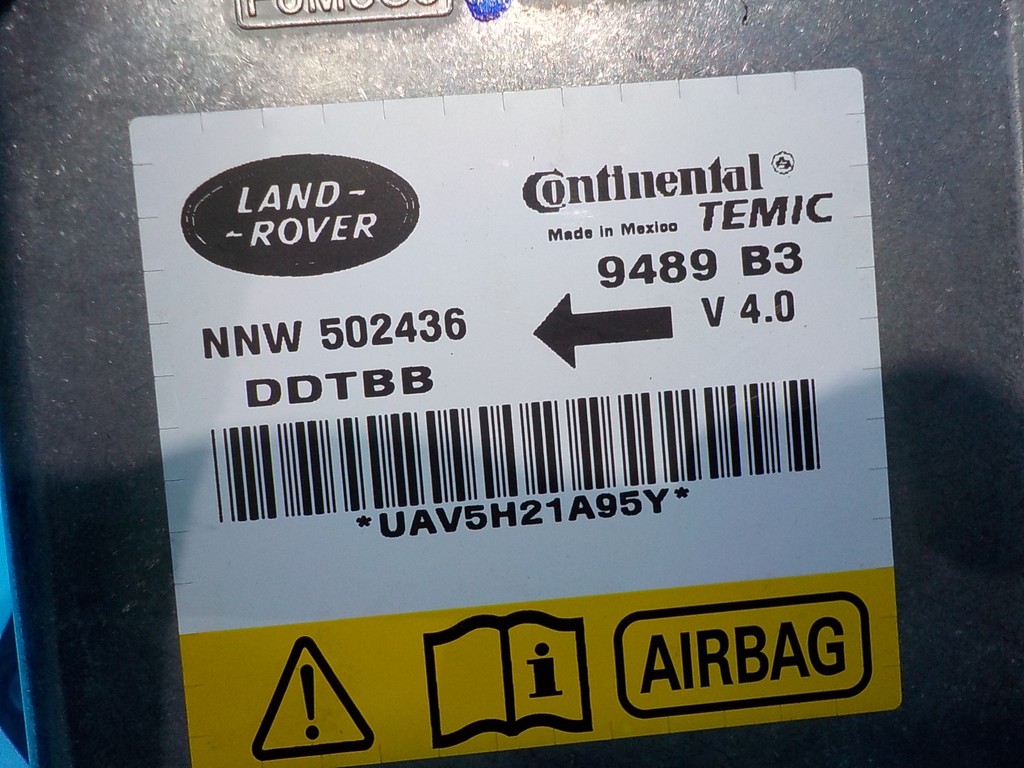 LAND-
-ROVER
Continental®
TEMIC
Made in Mexico
9489 B3
V 4.0
NNW 502436
DDTBB
*UAV5H21A95Y*
i
AIRBAG